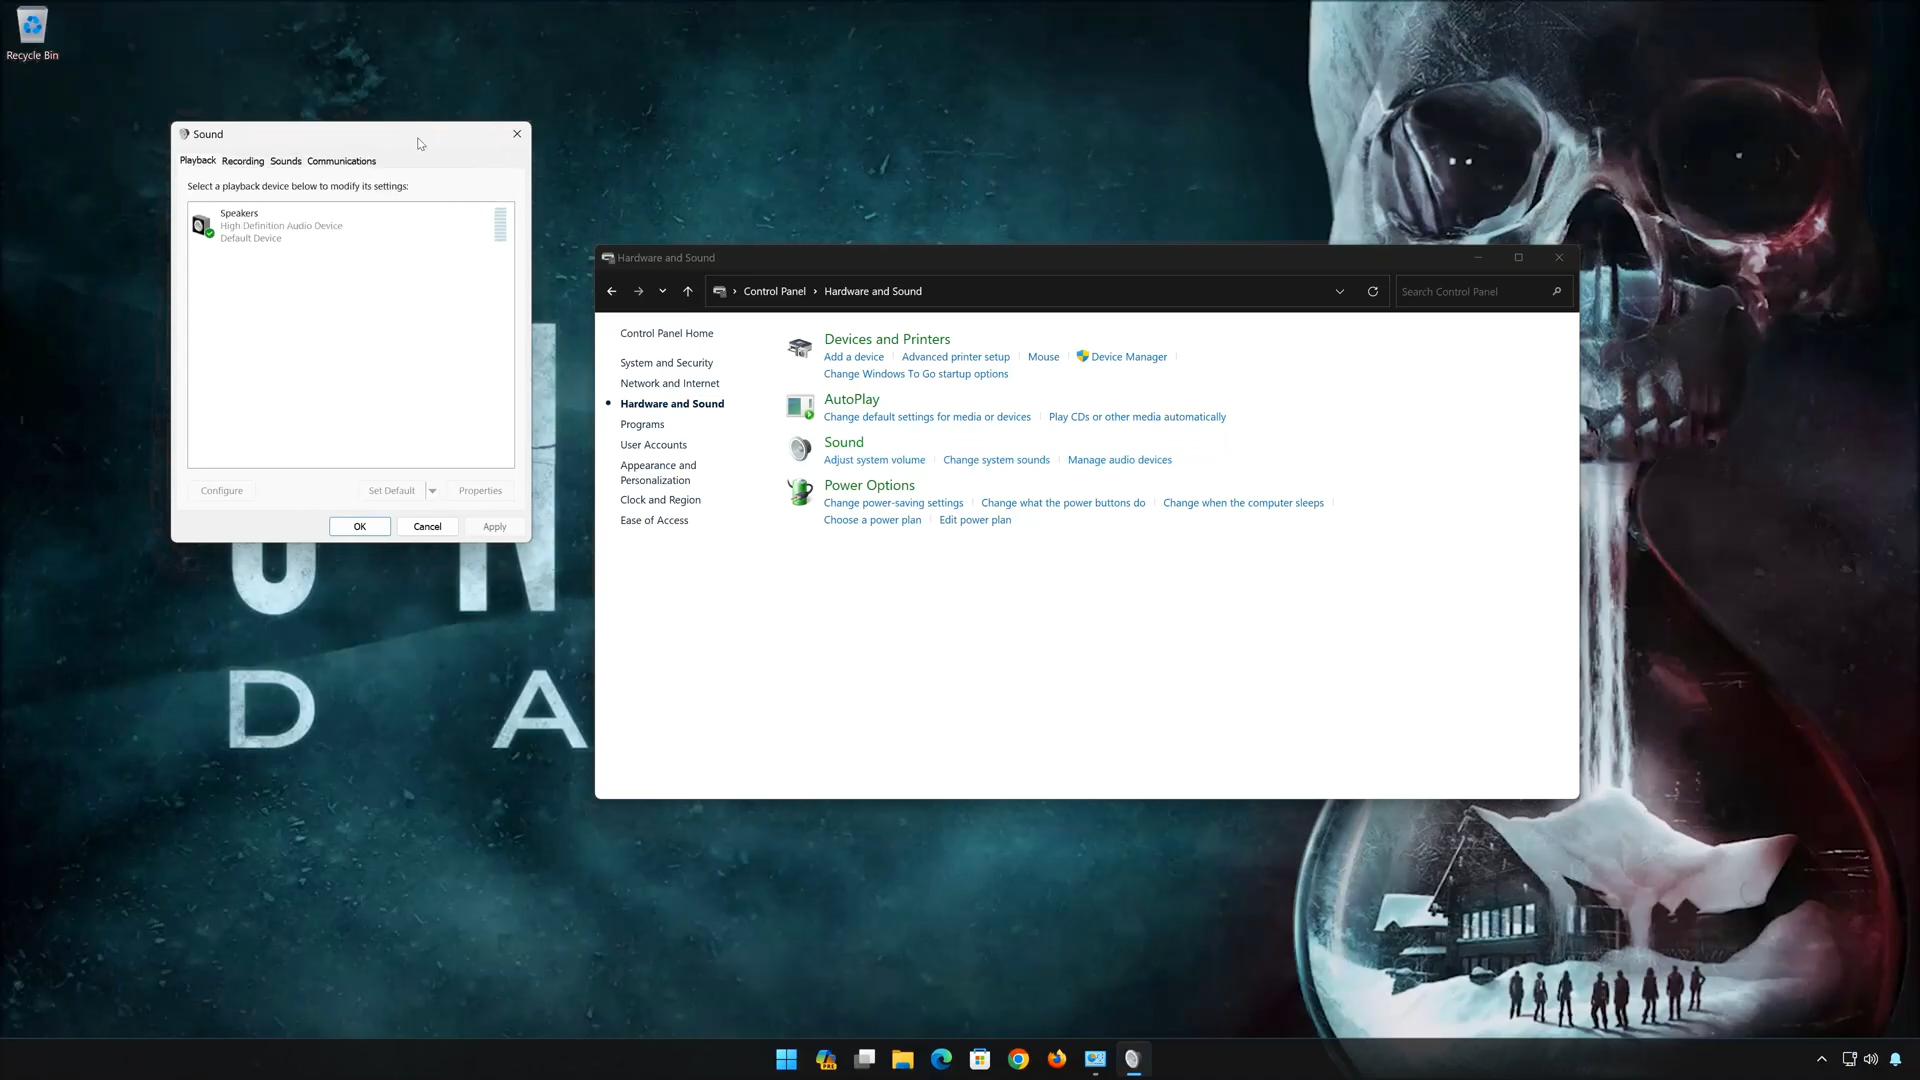 Recycle Bin
Sound
Playback Recording Sounds Communications
Select a playback device below to modify its settings:
Speakers
High Definition Audio Device
Default Device
Configure Set Default Properties
OK Cancel Apply
Hardware and Sound
Control Panel › Hardware and Sound
Search Control Panel
Control Panel Home
System and Security
Network and Internet
Hardware and Sound
Programs
User Accounts
Appearance and
Personalization
Clock and Region
Ease of Access
Devices and Printers
Add a device Advanced printer setup Mouse Device Manager
Change Windows To Go startup options
AutoPlay
Change default settings for media or devices Play CDs or other media automatically
Sound
Adjust system volume Change system sounds Manage audio devices
Power Options
Change power-saving settings Change what the power buttons do Change when the computer sleeps
Choose a power plan Edit power plan
D A
PRE